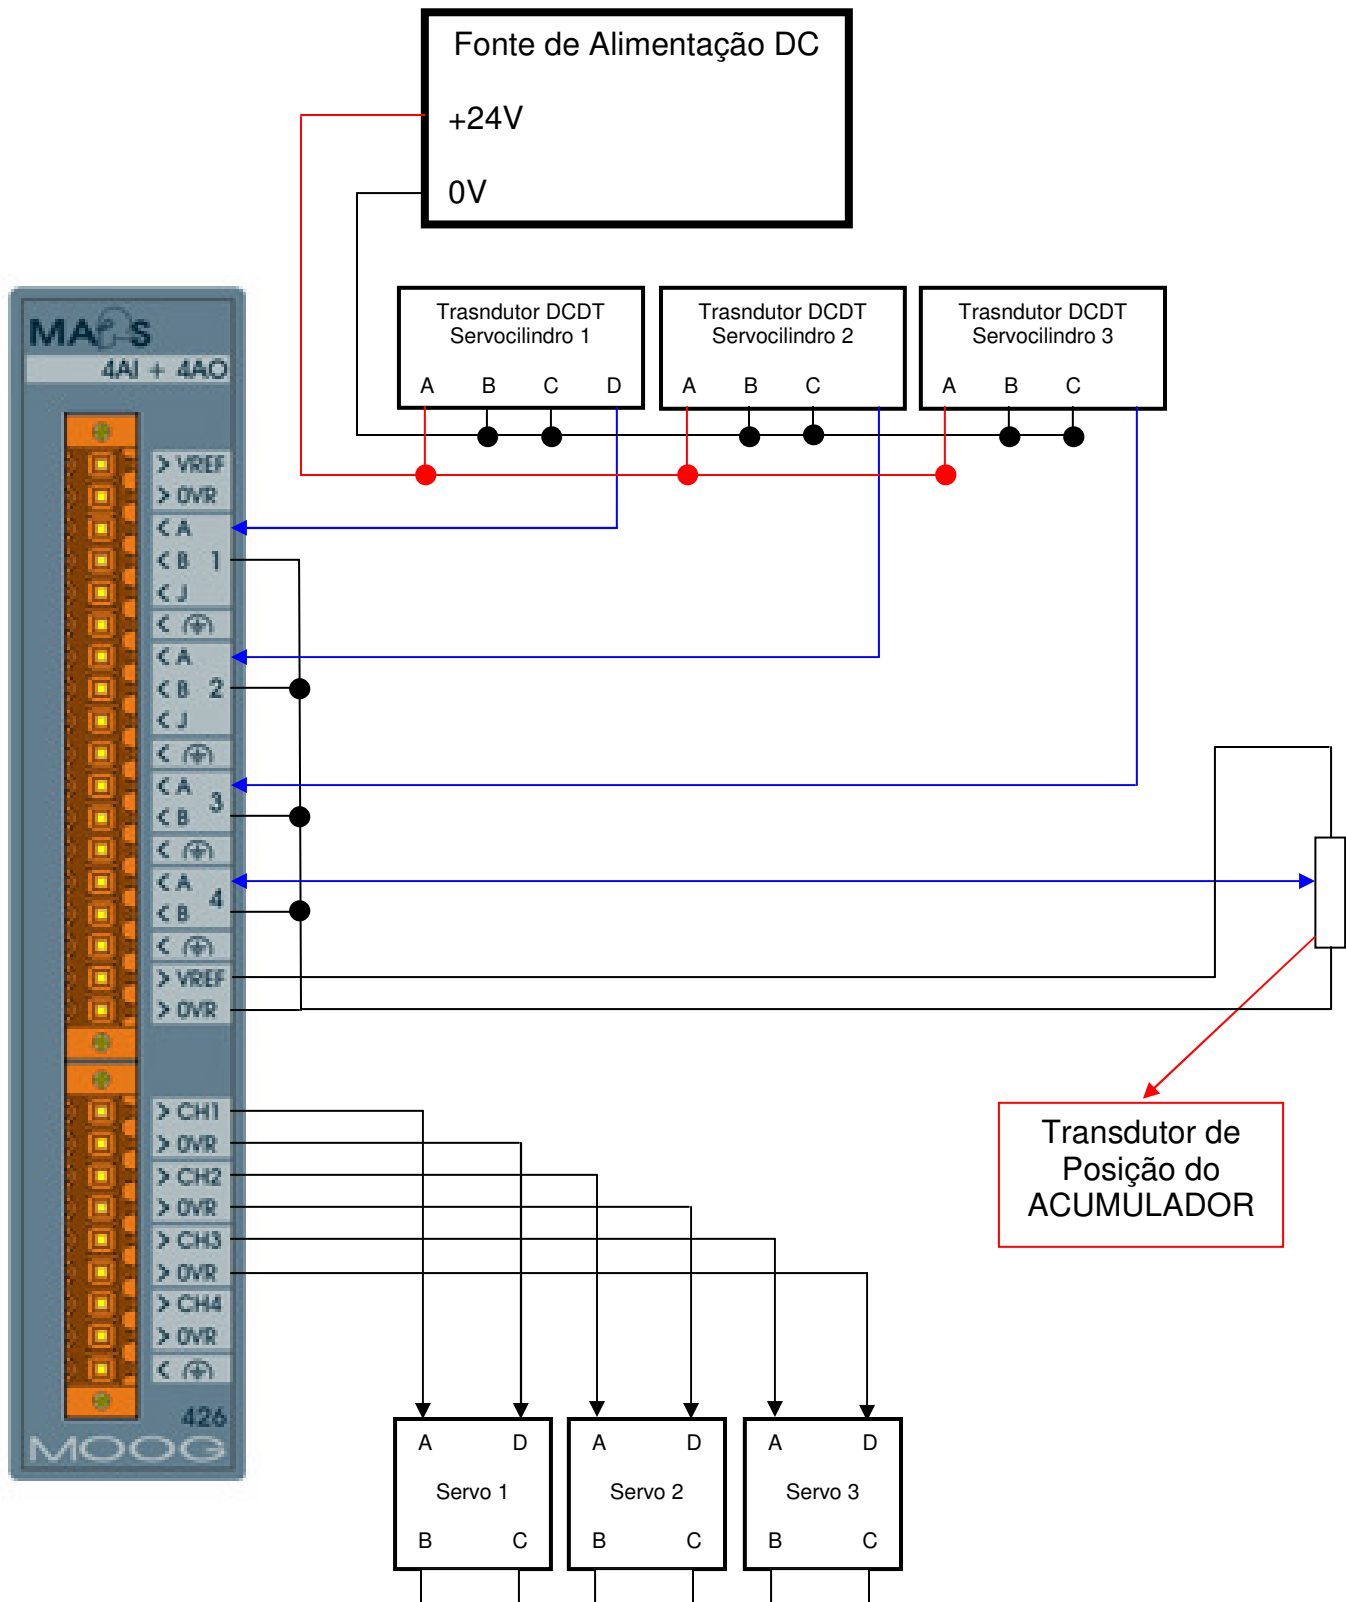 Fonte de Alimentação DC
+24V
0V
Trasndutor DCDT
Servocilindro 1
A B C D
Trasndutor DCDT
Servocilindro 2
A B C
Trasndutor DCDT
Servocilindro 3
A B C
4AI + 4AO
> VREF
> 0VR
< A
< B 1
< J
<
< A
< B 2
< J
<
< A
3
< B
<
< A
4
< B
<
> VREF
> 0VR
> CH1
> 0VR
> CH2
> 0VR
> CH3
> 0VR
> CH4
> 0VR
<
426
MOOG
Transdutor de
Posição do
ACUMULADOR
A D
Servo 1
B C
A D
Servo 2
B C
A D
Servo 3
B C